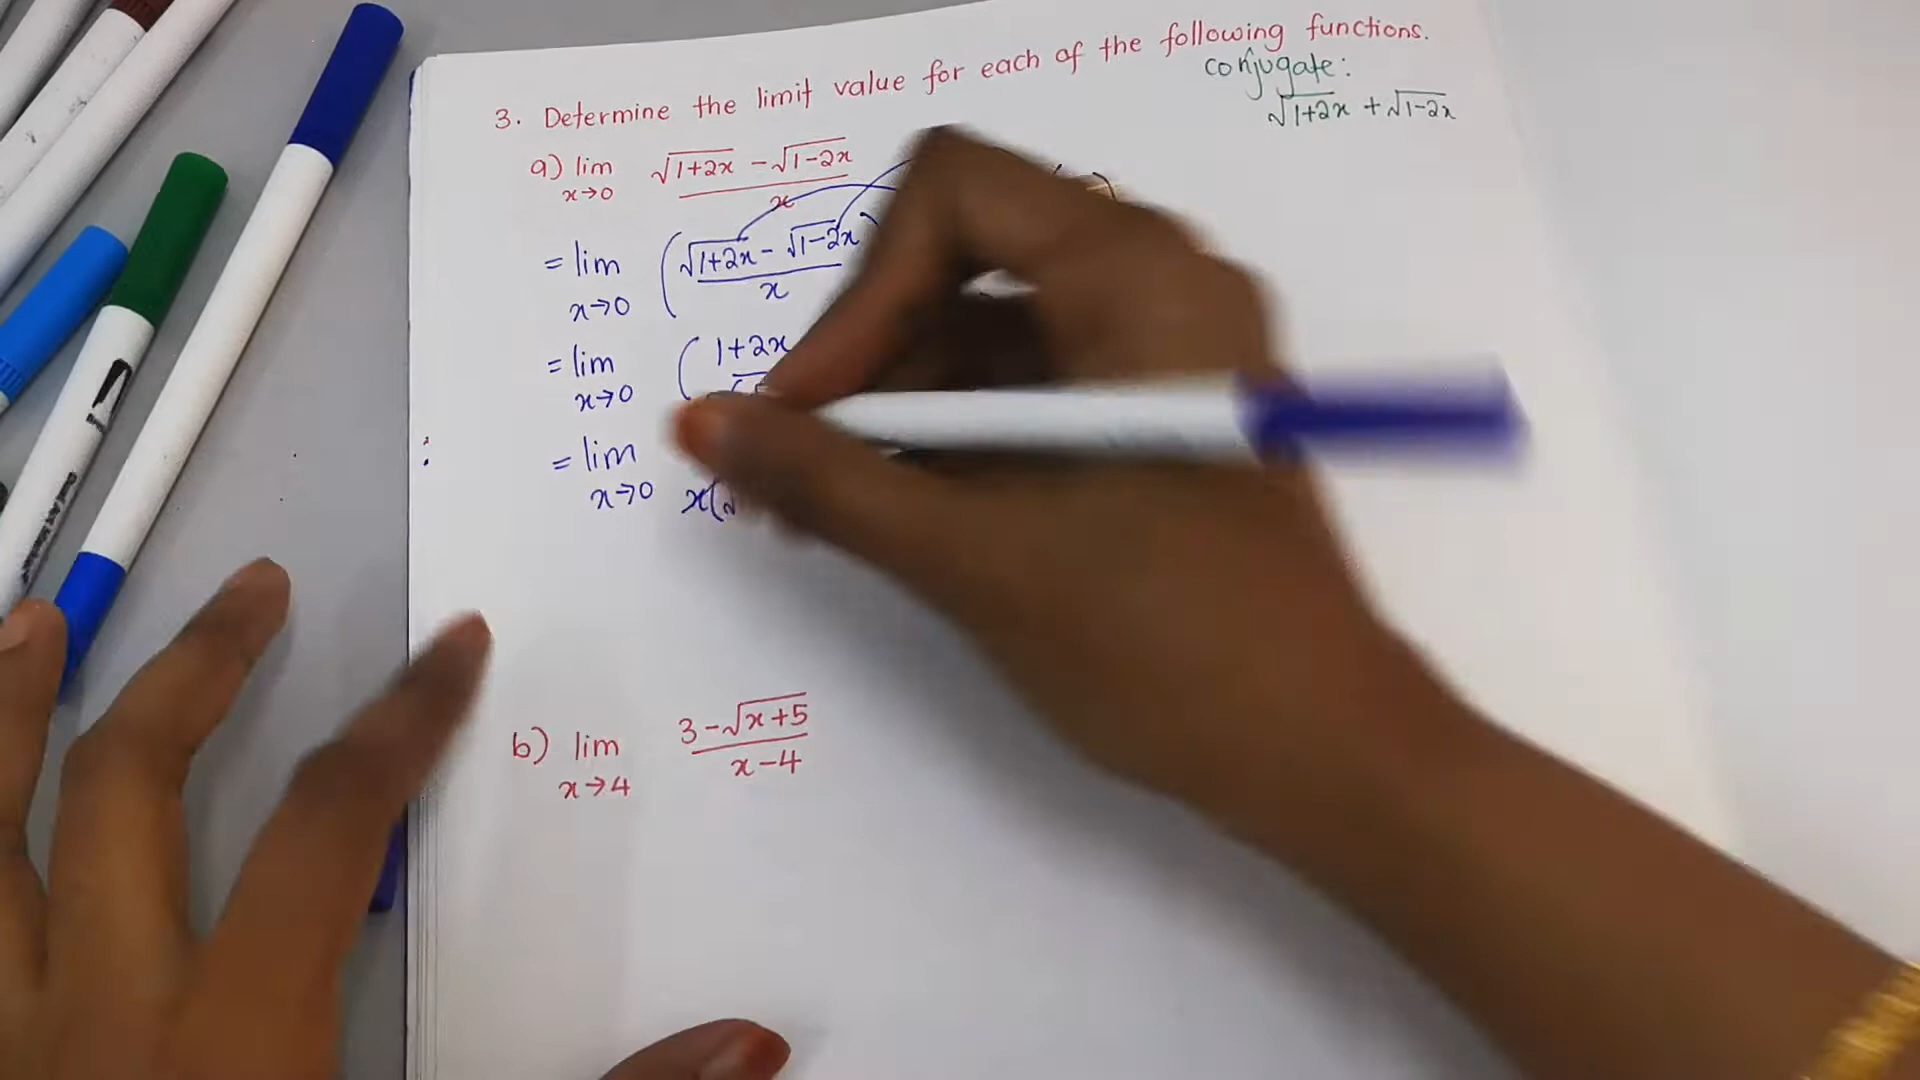 3. Determine the limit value for each of the following functions.
conjugate:
√1+2x + √1-2x
a) lim √1+2x - √1-2x
x→0 x
= lim ( √1+2x - √1-2x )
x→0 x
= lim ( 1+2x
x→0
= lim
x→0 x(√
b) lim 3-√x+5
x→4 x-4